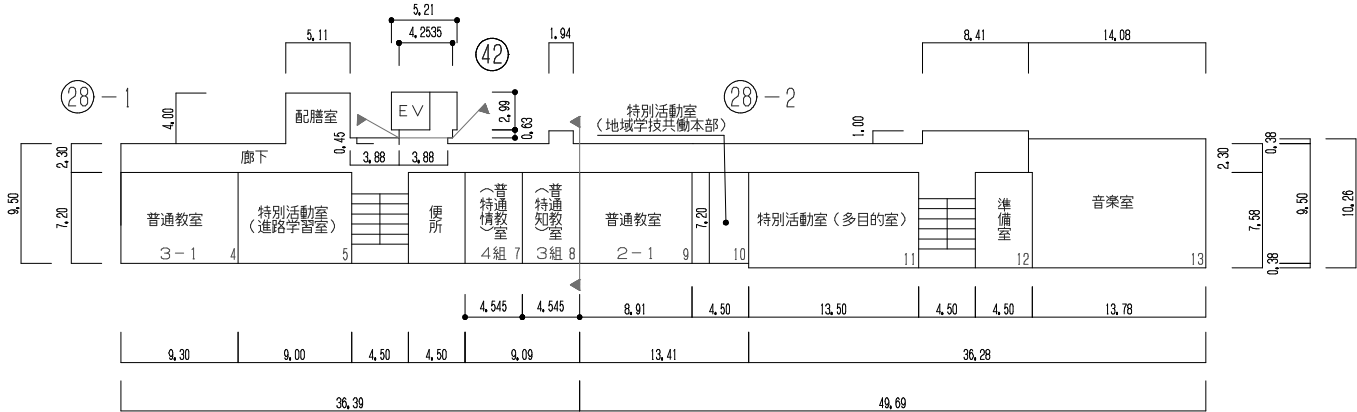 5.21
5.11
4.2535
1.94
8.41
14.08
42
28-1
28-2
4.00
配膳室
EV
2.99
0.63
0.45
特別活動室
(地域学技共働本部)
1.00
0.38
2.30
廊下
3.88
3.88
2.30
9.50
7.20
普通教室
3-1
4
特別活動室
(進路学習室)
5
便所
普通教室
(特情)
4組
7
普通教室
(特知)
3組
8
普通教室
2-1
9
7.20
10
特別活動室(多目的室)
11
準備室
12
音楽室
13
7.58
9.50
10.26
0.38
4.545
4.545
8.91
4.50
13.50
4.50
4.50
13.78
9.30
9.00
4.50
4.50
9.09
13.41
36.28
36.39
49.69